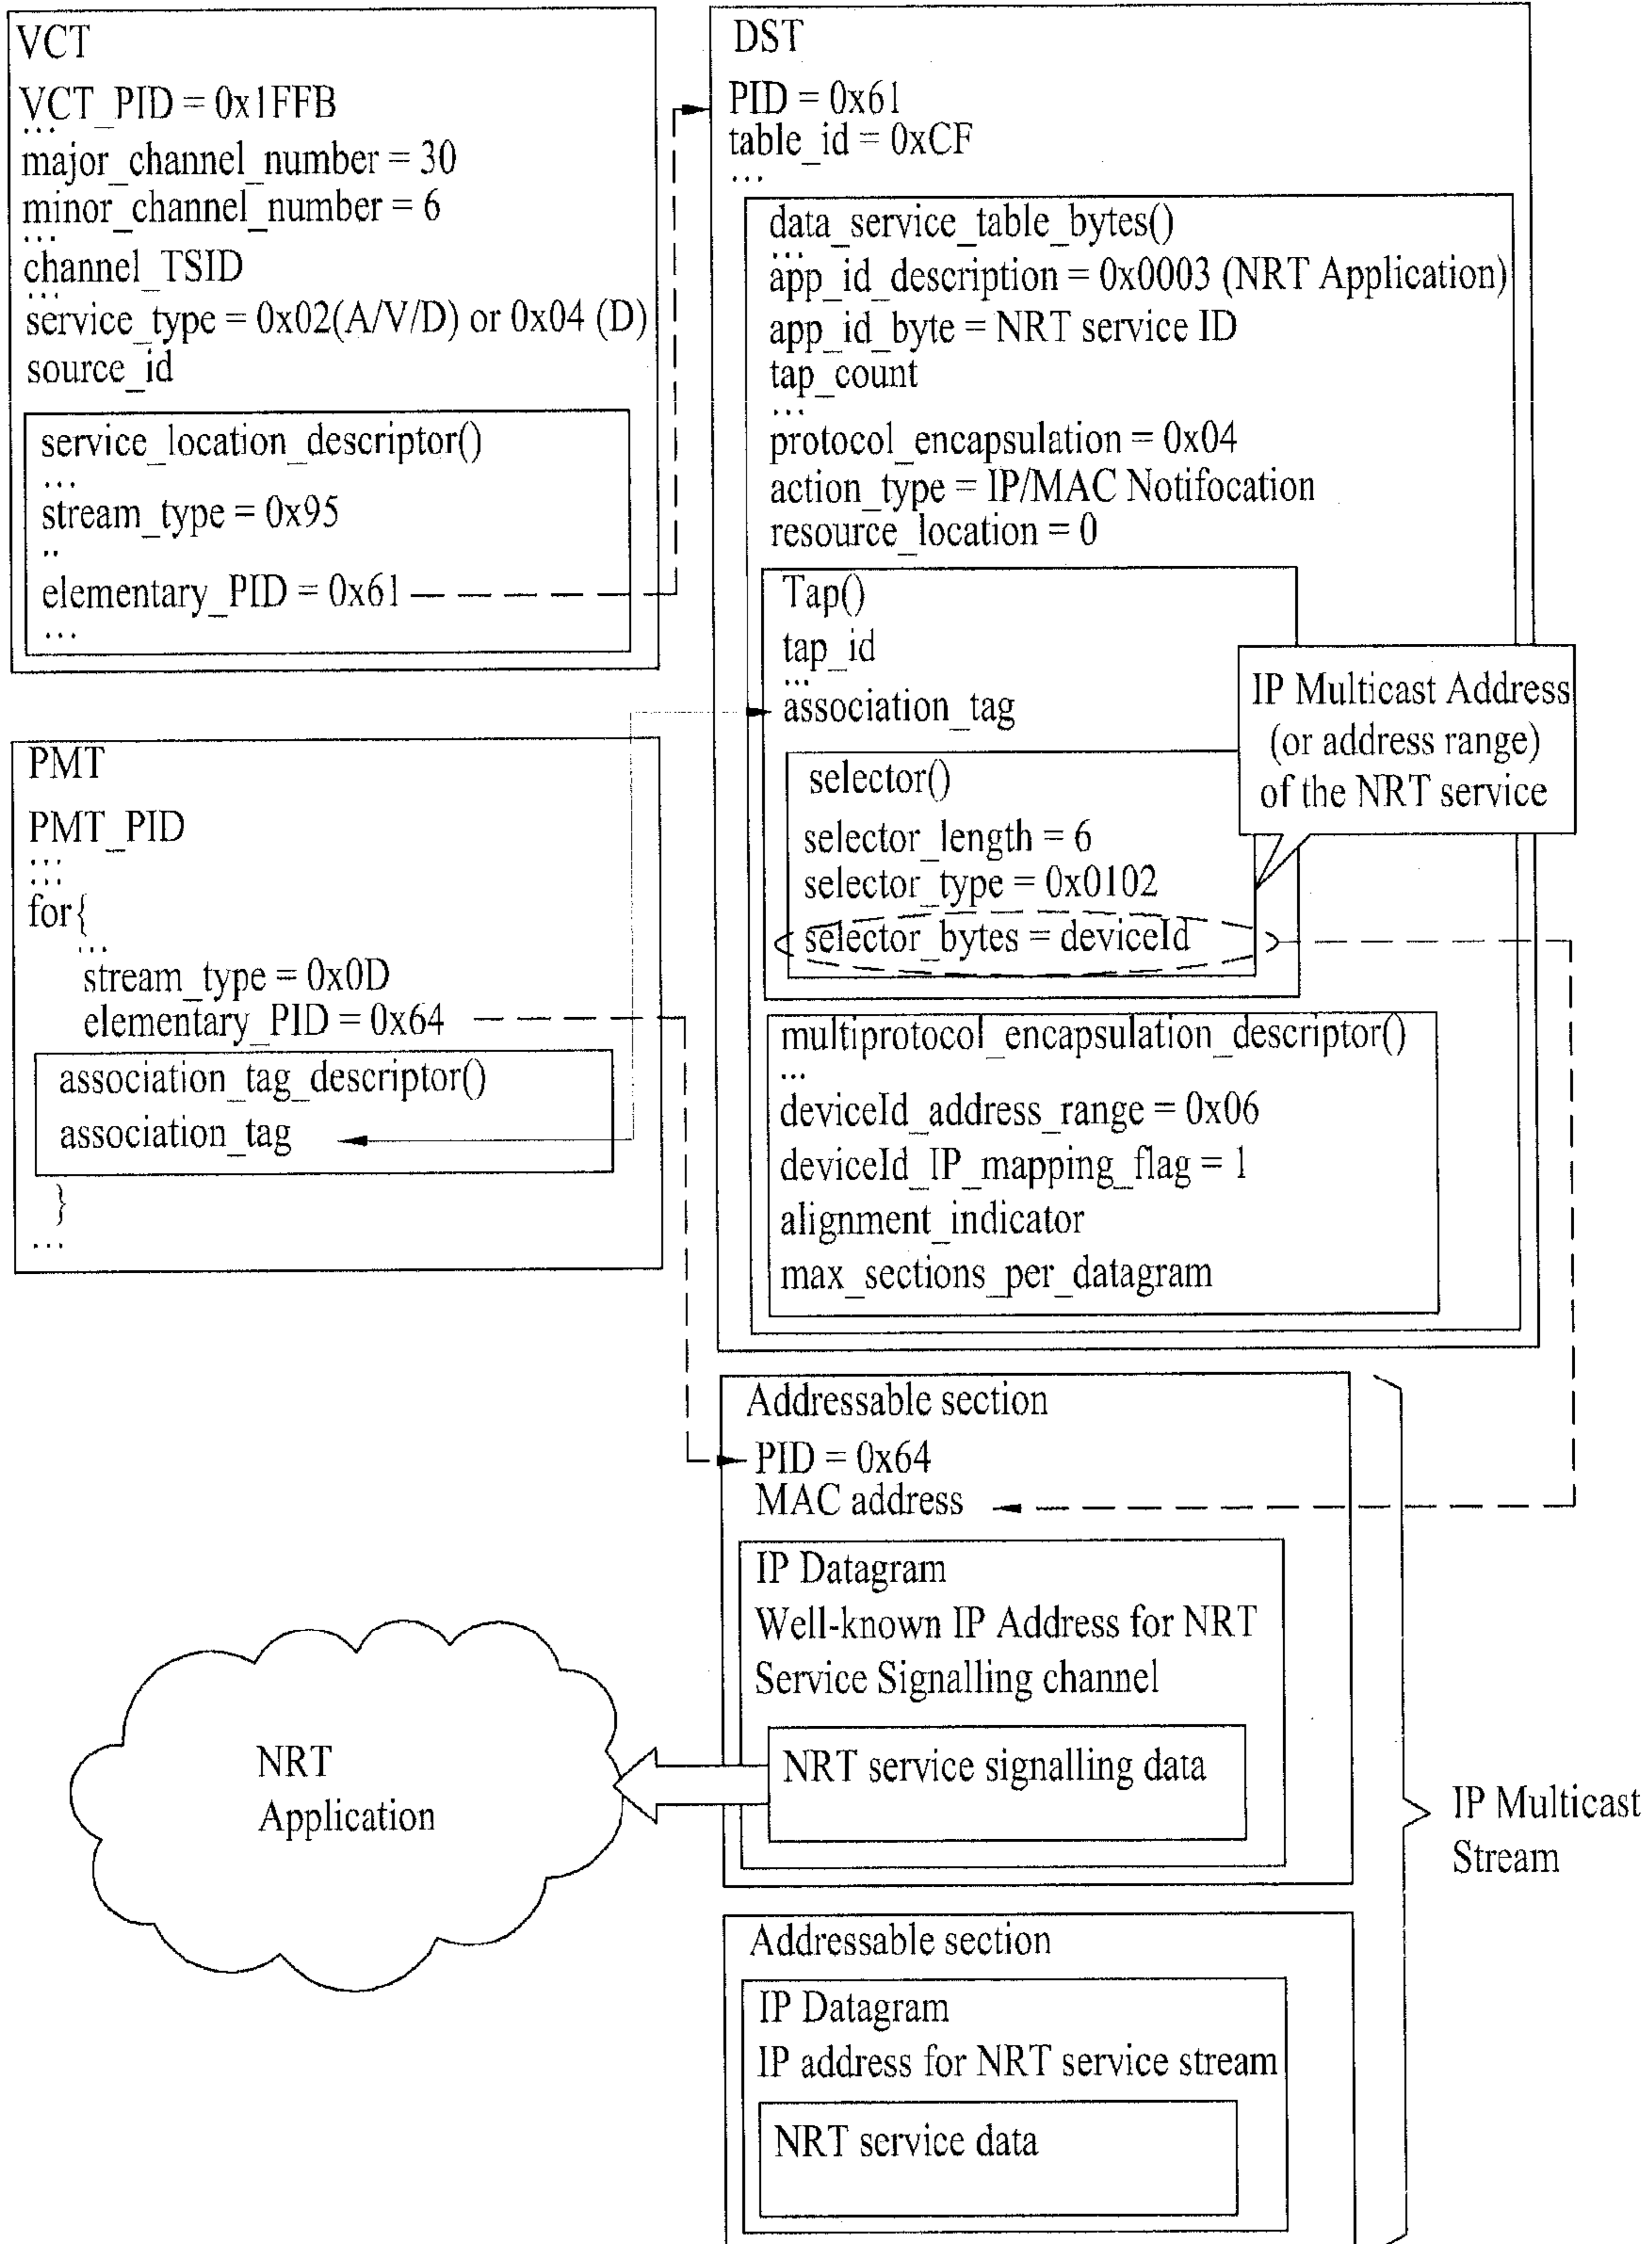 VCT
VCT_PID = 0x1FFB
...
major_channel_number = 30
minor_channel_number = 6
...
channel_TSID
...
service_type = 0x02(A/V/D) or 0x04 (D)
source_id
service_location_descriptor()
...
stream_type = 0x95
..
elementary_PID = 0x61
...
PMT
PMT_PID
...
...
for{
...
stream_type = 0x0D
elementary_PID = 0x64
association_tag_descriptor()
association_tag
}
...
DST
PID = 0x61
table_id = 0xCF
...
data_service_table_bytes()
...
app_id_description = 0x0003 (NRT Application)
app_id_byte = NRT service ID
tap_count
...
protocol_encapsulation = 0x04
action_type = IP/MAC Notifocation
resource_location = 0
Tap()
tap_id
...
association_tag
selector()
selector_length = 6
selector_type = 0x0102
selector_bytes = deviceId
IP Multicast Address
(or address range)
of the NRT service
multiprotocol_encapsulation_descriptor()
...
deviceId_address_range = 0x06
deviceId_IP_mapping_flag = 1
alignment_indicator
max_sections_per_datagram
Addressable section
PID = 0x64
MAC address
IP Datagram
Well-known IP Address for NRT
Service Signalling channel
NRT service signalling data
NRT
Application
IP Multicast
Stream
Addressable section
IP Datagram
IP address for NRT service stream
NRT service data